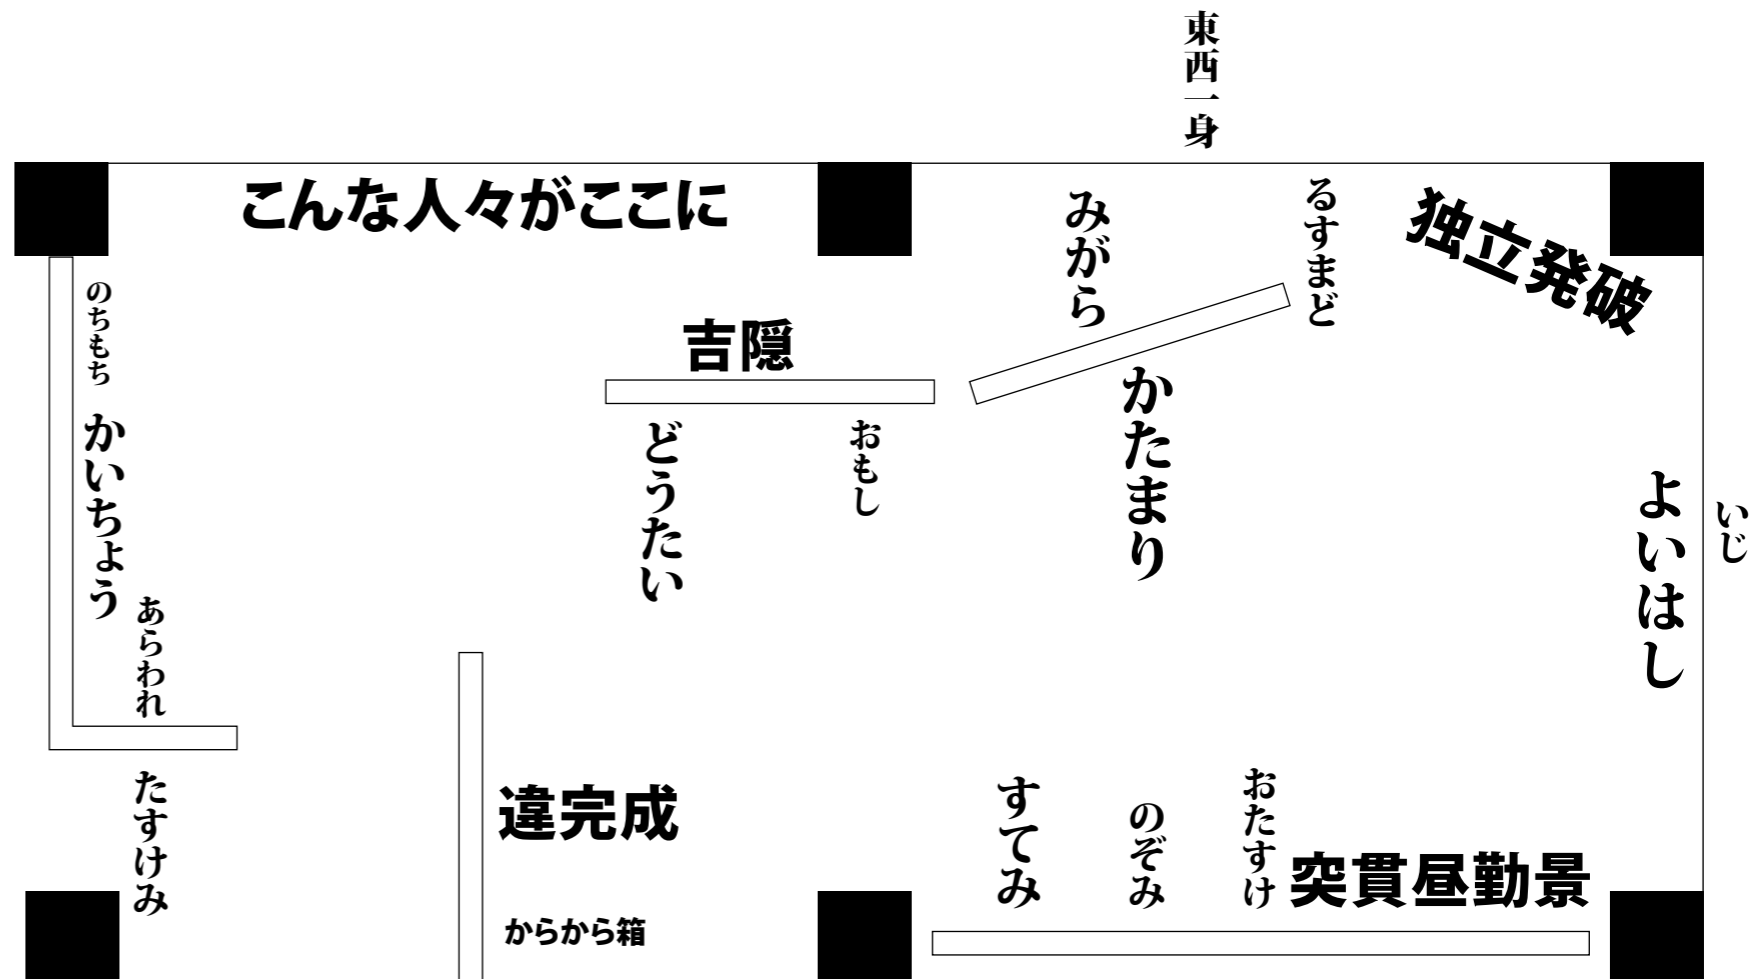 東西一身
こんな人々がここに
みがら
るすまど
独立発破
のちもち
かいちょう
吉隠
どうたい
おもし
かたまり
よいはし
いじ
あらわれ
たすけみ
違完成
からから箱
すてみ
のぞみ
おたすけ
突貫昼勤景